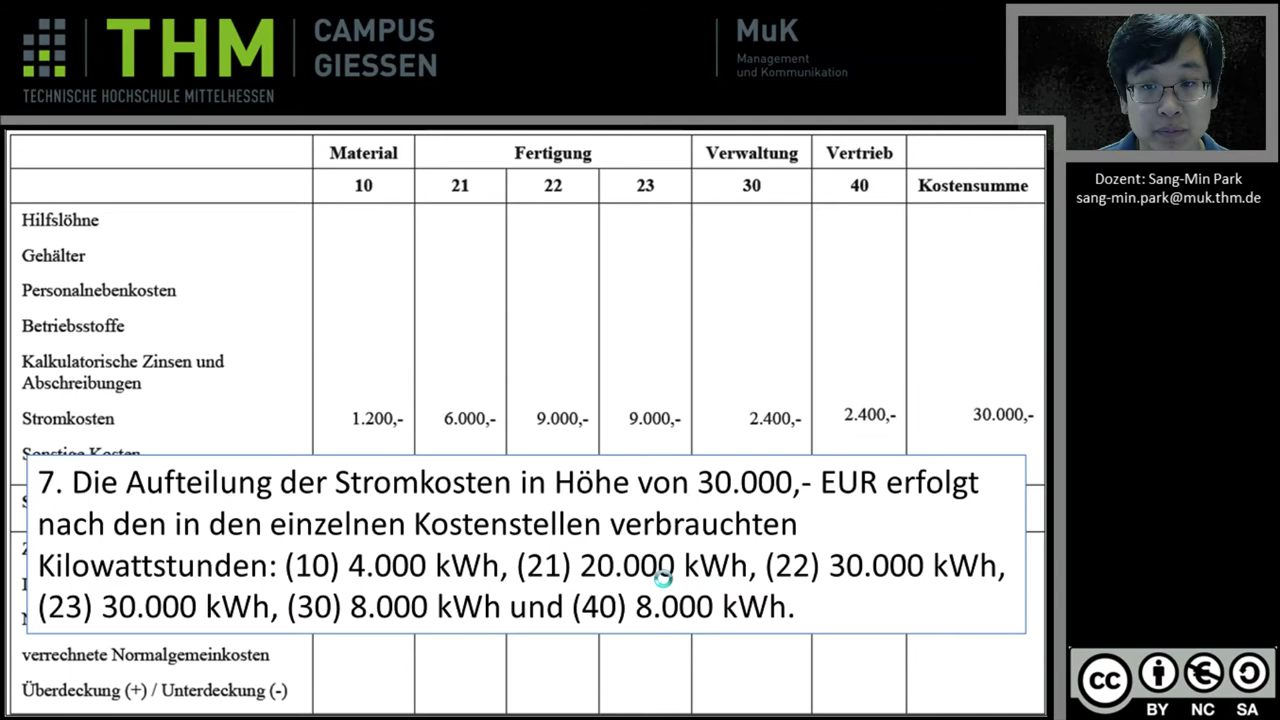 THM
CAMPUS
GIESSEN
TECHNISCHE HOCHSCHULE MITTELHESSEN
MuK
Management
und Kommunikation
Dozent: Sang-Min Park
sang-min.park@muk.thm.de
Material Fertigung Verwaltung Vertrieb
10 21 22 23 30 40 Kostensumme
Hilfslöhne
Gehälter
Personalnebenkosten
Betriebsstoffe
Kalkulatorische Zinsen und
Abschreibungen
Stromkosten 1.200,- 6.000,- 9.000,- 9.000,- 2.400,- 2.400,- 30.000,-
Sonstige Kosten
7. Die Aufteilung der Stromkosten in Höhe von 30.000,- EUR erfolgt
nach den in den einzelnen Kostenstellen verbrauchten
Kilowattstunden: (10) 4.000 kWh, (21) 20.000 kWh, (22) 30.000 kWh,
(23) 30.000 kWh, (30) 8.000 kWh und (40) 8.000 kWh.
verrechnete Normalgemeinkosten
Überdeckung (+) / Unterdeckung (-)
cc
BY NC SA